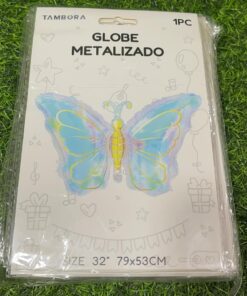 TAMBORA
1PC
GLOBE
METALIZADO
SIZE 32" 79x53CM